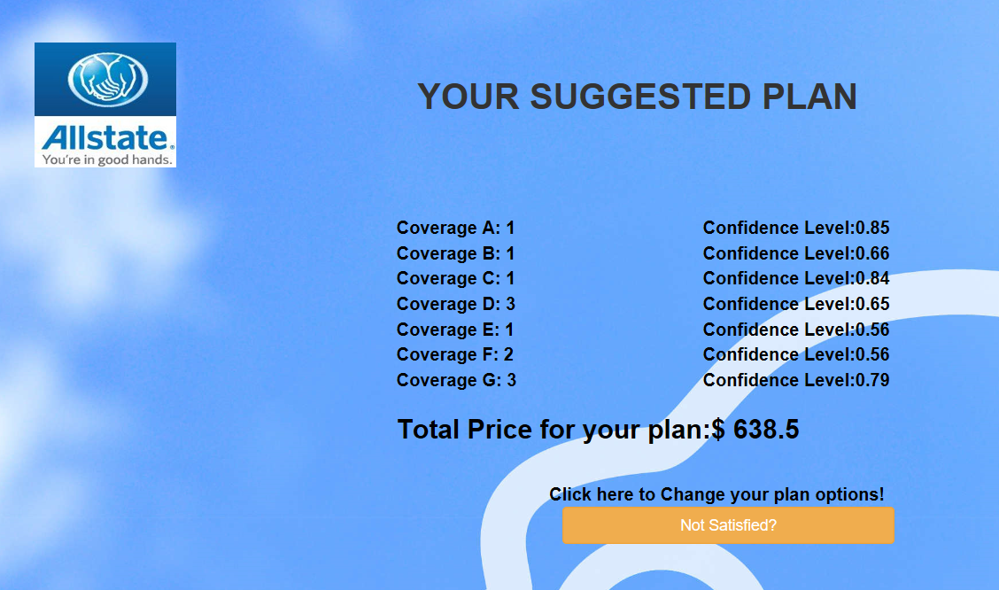 Allstate®
You're in good hands.
YOUR SUGGESTED PLAN
Coverage A: 1 Confidence Level:0.85
Coverage B: 1 Confidence Level:0.66
Coverage C: 1 Confidence Level:0.84
Coverage D: 3 Confidence Level:0.65
Coverage E: 1 Confidence Level:0.56
Coverage F: 2 Confidence Level:0.56
Coverage G: 3 Confidence Level:0.79
Total Price for your plan:$ 638.5
Click here to Change your plan options!
Not Satisfied?